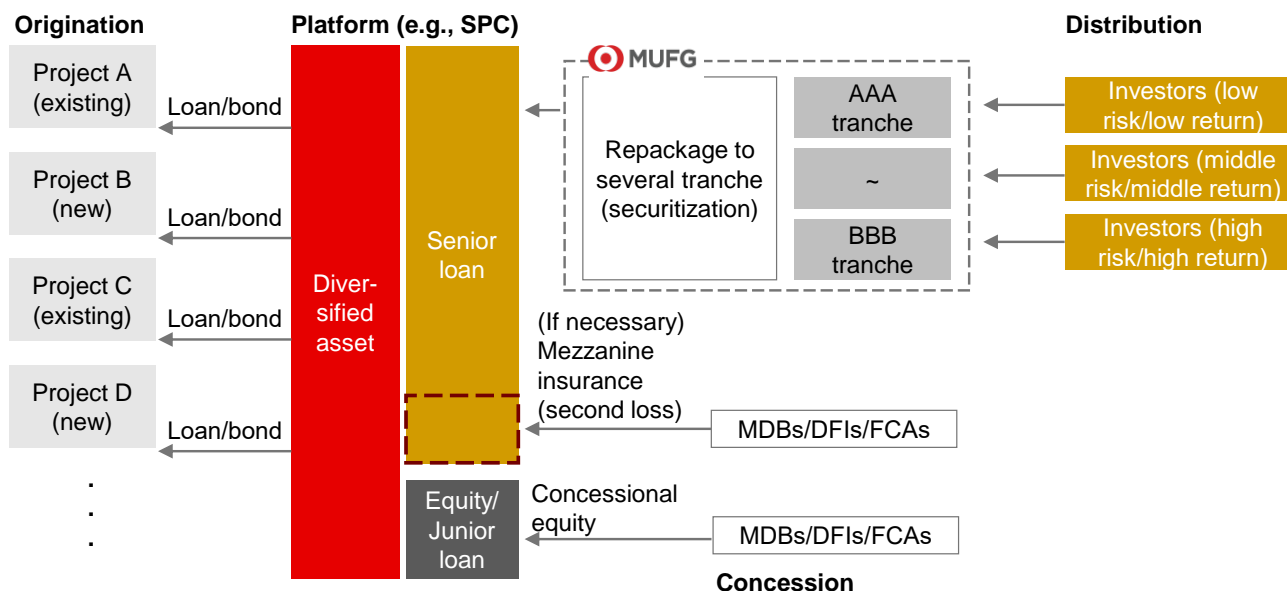 Origination
Platform (e.g., SPC)
Distribution
Project A
(existing)
Loan/bond
Project B
(new)
Loan/bond
Project C
(existing)
Loan/bond
Project D
(new)
Loan/bond
.
.
.
Diver-
sified
asset
Senior
loan
Equity/
Junior
loan
MUFG
Repackage to
several tranche
(securitization)
AAA
tranche
~
BBB
tranche
Investors (low
risk/low return)
Investors (middle
risk/middle return)
Investors (high
risk/high return)
(If necessary)
Mezzanine
insurance
(second loss)
MDBs/DFIs/FCAs
Concessional
equity
MDBs/DFIs/FCAs
Concession